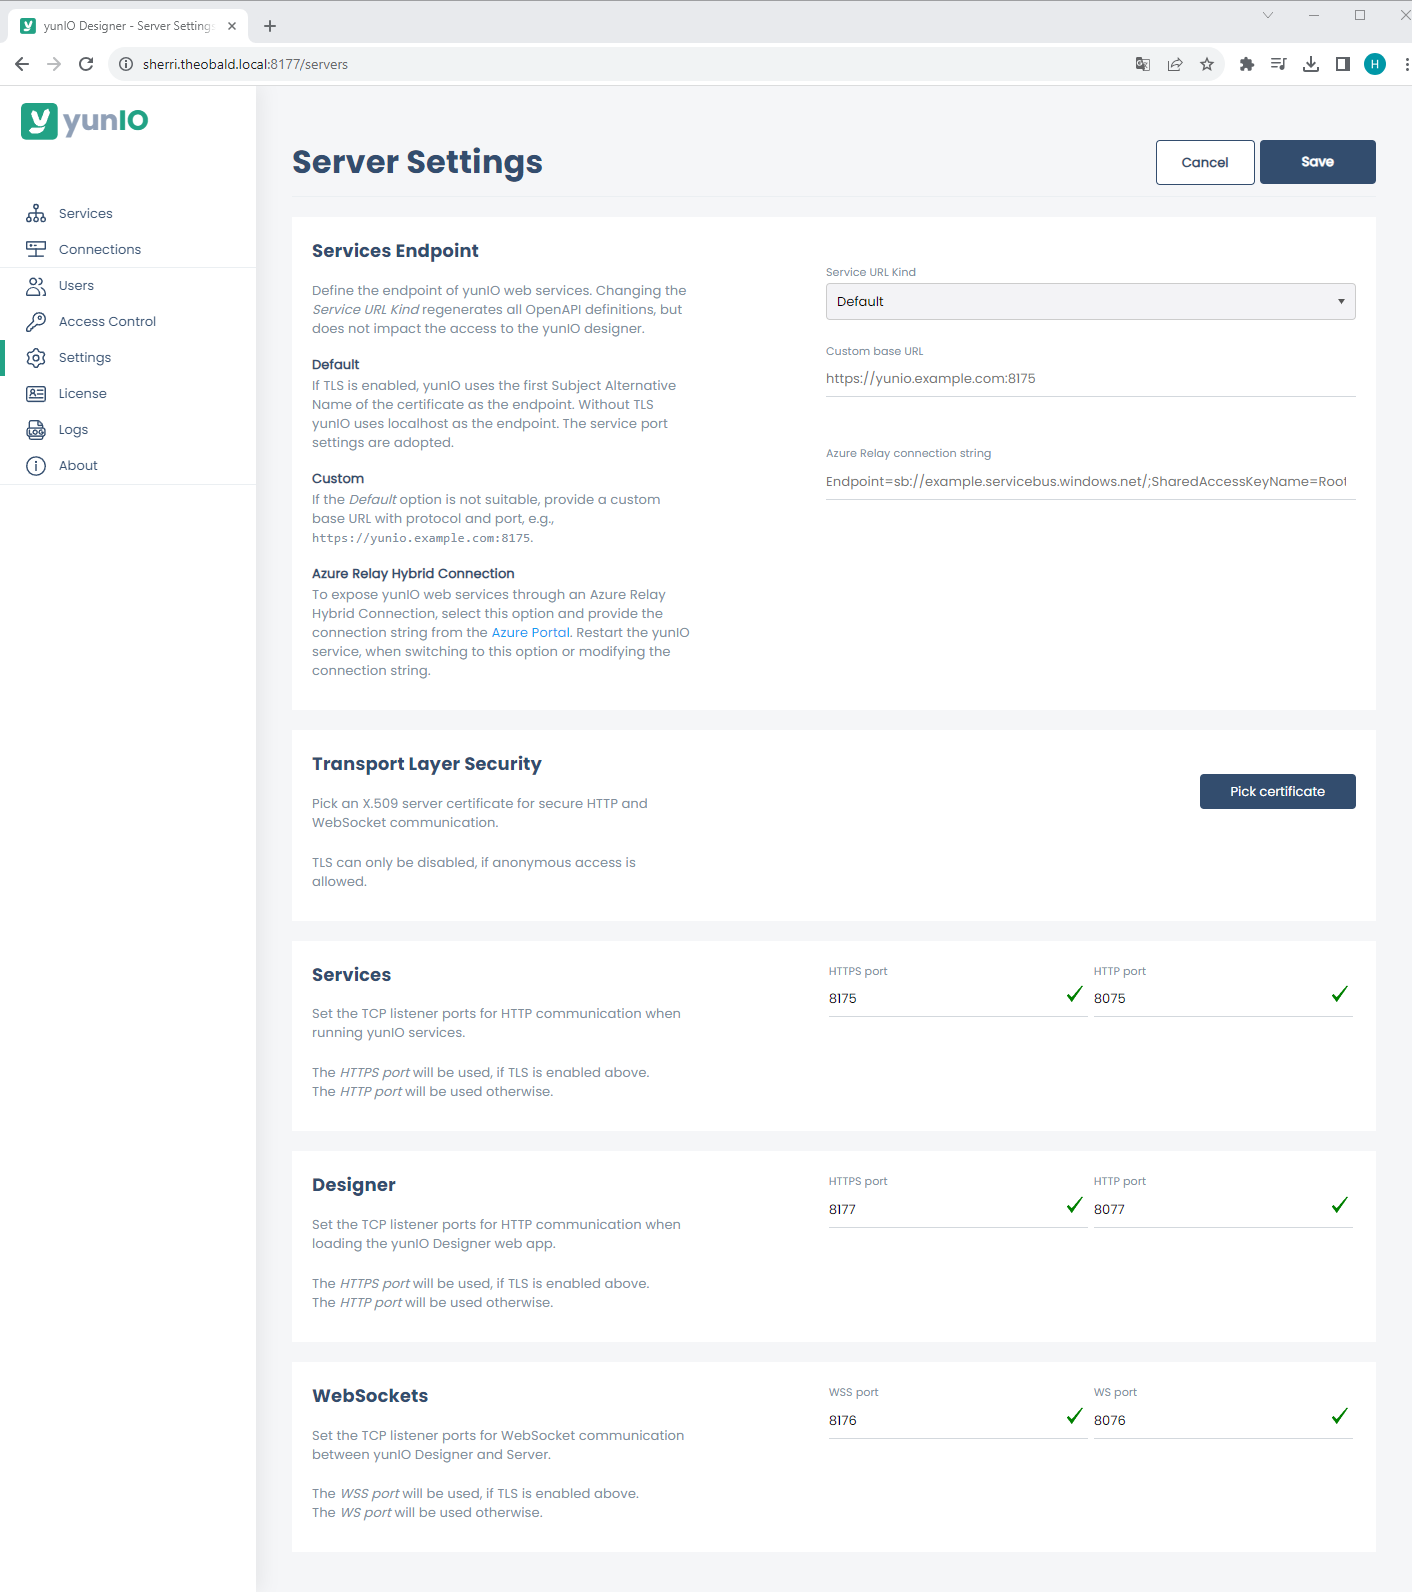 yunIO Designer - Server Settings
sherri.theobald.local:8177/servers
H
yunIO
Services
Connections
Users
Access Control
Settings
License
LOG
Logs
About
Server Settings
Cancel
Save
Services Endpoint
Define the endpoint of yunIO web services. Changing the
Service URL Kind regenerates all OpenAPI definitions, but
does not impact the access to the yunIO designer.
Default
If TLS is enabled, yunIO uses the first Subject Alternative
Name of the certificate as the endpoint. Without TLS
yunIO uses localhost as the endpoint. The service port
settings are adopted.
Custom
If the Default option is not suitable, provide a custom
base URL with protocol and port, e.g.,
https://yunio.example.com:8175.
Azure Relay Hybrid Connection
To expose yunIO web services through an Azure Relay
Hybrid Connection, select this option and provide the
connection string from the Azure Portal. Restart the yunIO
service, when switching to this option or modifying the
connection string.
Service URL Kind
Default
Custom base URL
https://yunio.example.com:8175
Azure Relay connection string
Endpoint=sb://example.servicebus.windows.net/;SharedAccessKeyName=Root
Transport Layer Security
Pick an X.509 server certificate for secure HTTP and
WebSocket communication.
TLS can only be disabled, if anonymous access is
allowed.
Pick certificate
Services
Set the TCP listener ports for HTTP communication when
running yunIO services.
The HTTPS port will be used, if TLS is enabled above.
The HTTP port will be used otherwise.
HTTPS port
8175
HTTP port
8075
Designer
Set the TCP listener ports for HTTP communication when
loading the yunIO Designer web app.
The HTTPS port will be used, if TLS is enabled above.
The HTTP port will be used otherwise.
HTTPS port
8177
HTTP port
8077
WebSockets
Set the TCP listener ports for WebSocket communication
between yunIO Designer and Server.
The WSS port will be used, if TLS is enabled above.
The WS port will be used otherwise.
WSS port
8176
WS port
8076